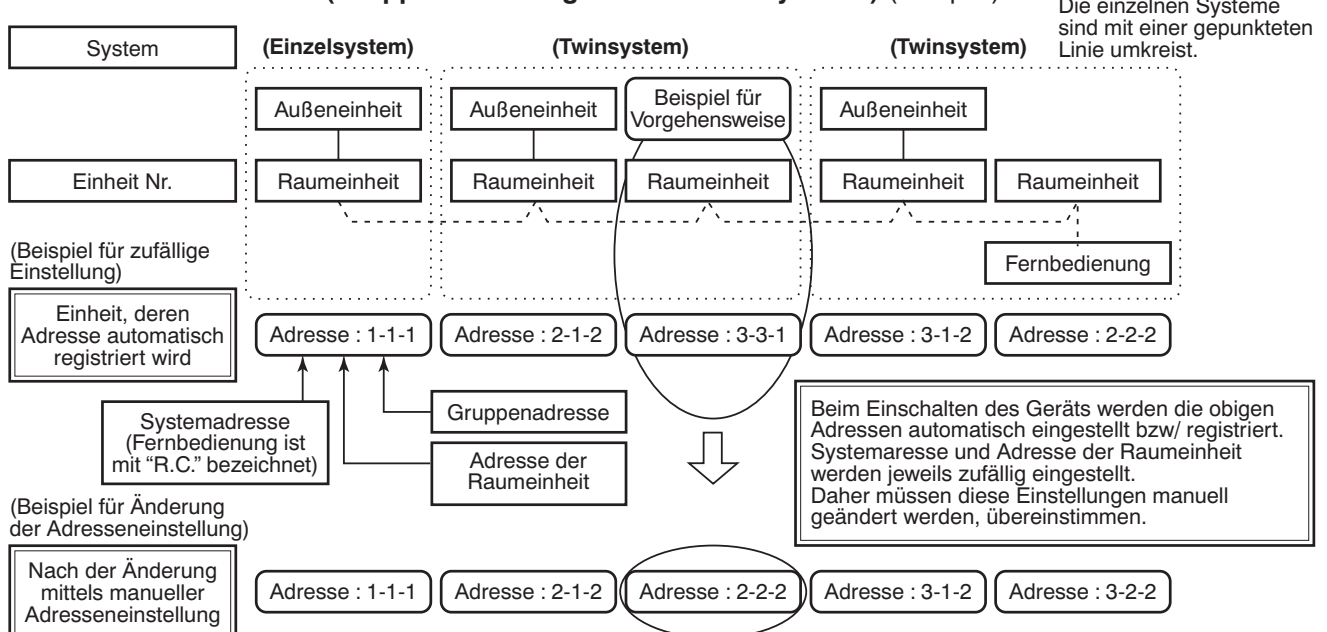 Die einzelnen Systeme
sind mit einer gepunkteten
Linie umkreist.
System
(Einzelsystem)
(Twinsystem)
(Twinsystem)
Außeneinheit
Außeneinheit
Beispiel für
Vorgehensweise
Außeneinheit
Einheit Nr.
Raumeinheit
Raumeinheit
Raumeinheit
Raumeinheit
Raumeinheit
Fernbedienung
(Beispiel für zufällige
Einstellung)
Einheit, deren
Adresse automatisch
registriert wird
Adresse : 1-1-1
Adresse : 2-1-2
Adresse : 3-3-1
Adresse : 3-1-2
Adresse : 2-2-2
Systemadresse
(Fernbedienung ist
mit “R.C.” bezeichnet)
Gruppenadresse
Adresse der
Raumeinheit
Beim Einschalten des Geräts werden die obigen
Adressen automatisch eingestellt bzw/ registriert.
Systemaresse und Adresse der Raumeinheit
werden jeweils zufällig eingestellt.
Daher müssen diese Einstellungen manuell
geändert werden, übereinstimmen.
(Beispiel für Änderung
der Adresseneinstellung)
Nach der Änderung
mittels manueller
Adresseneinstellung
Adresse : 1-1-1
Adresse : 2-1-2
Adresse : 2-2-2
Adresse : 3-1-2
Adresse : 3-2-2